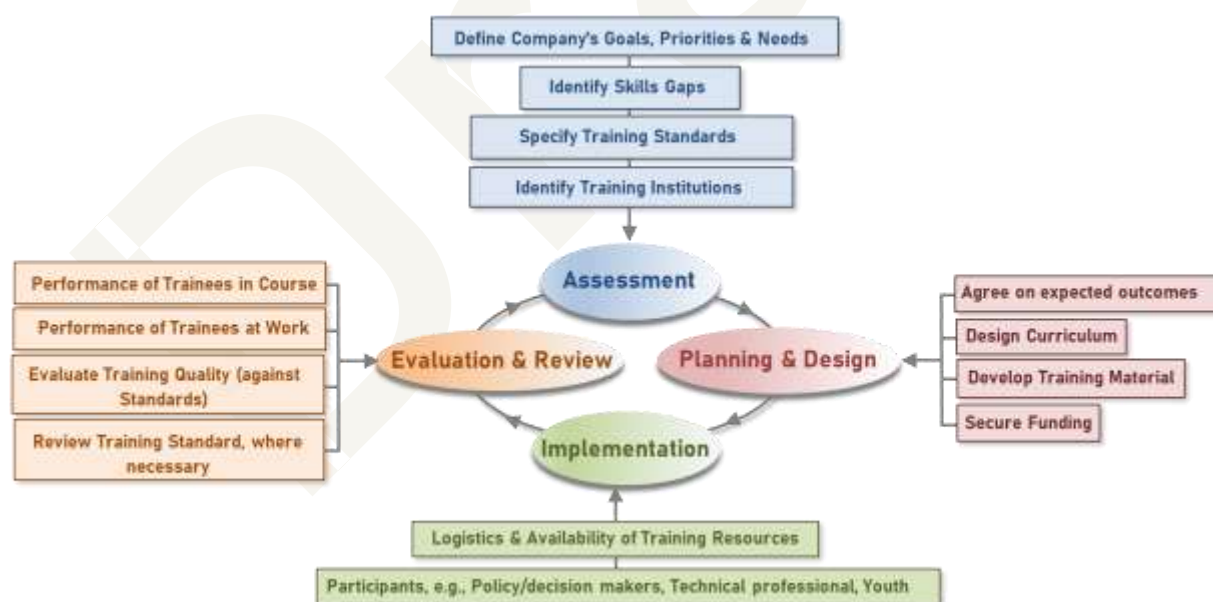 Define Company's Goals, Priorities & Needs
Identify Skills Gaps
Specify Training Standards
Identify Training Institutions
Assessment
Performance of Trainees in Course
Performance of Trainees at Work
Evaluate Training Quality (against
Standards)
Review Training Standard, where
necessary
Evaluation & Review
Planning & Design
Agree on expected outcomes
Design Curriculum
Develop Training Material
Secure Funding
Implementation
Logistics & Availability of Training Resources
Participants, e.g., Policy/decision makers, Technical professional, Youth